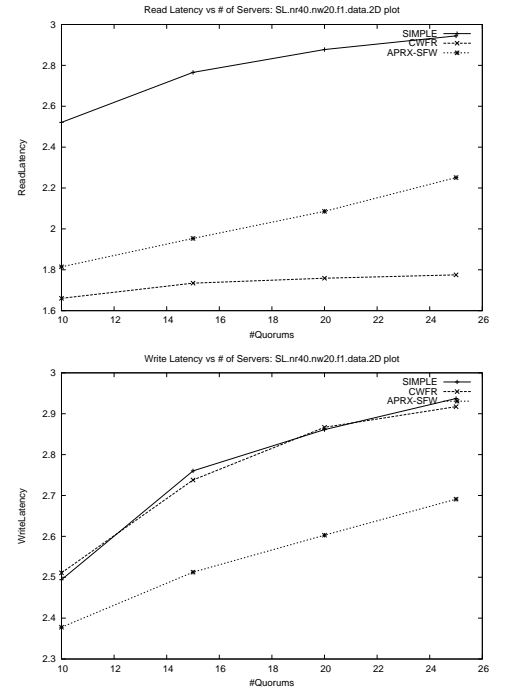 Read Latency vs # of Servers: SL.nr40.nw20.f1.data.2D plot
3
2.8
2.6
2.4
2.2
2
1.8
1.6
ReadLatency
SIMPLE
CWFR
APRX-SFW
10 12 14 16 18 20 22 24 26
#Quorums
Write Latency vs # of Servers: SL.nr40.nw20.f1.data.2D plot
3
2.9
2.8
2.7
2.6
2.5
2.4
2.3
WriteLatency
SIMPLE
CWFR
APRX-SFW
10 12 14 16 18 20 22 24 26
#Quorums